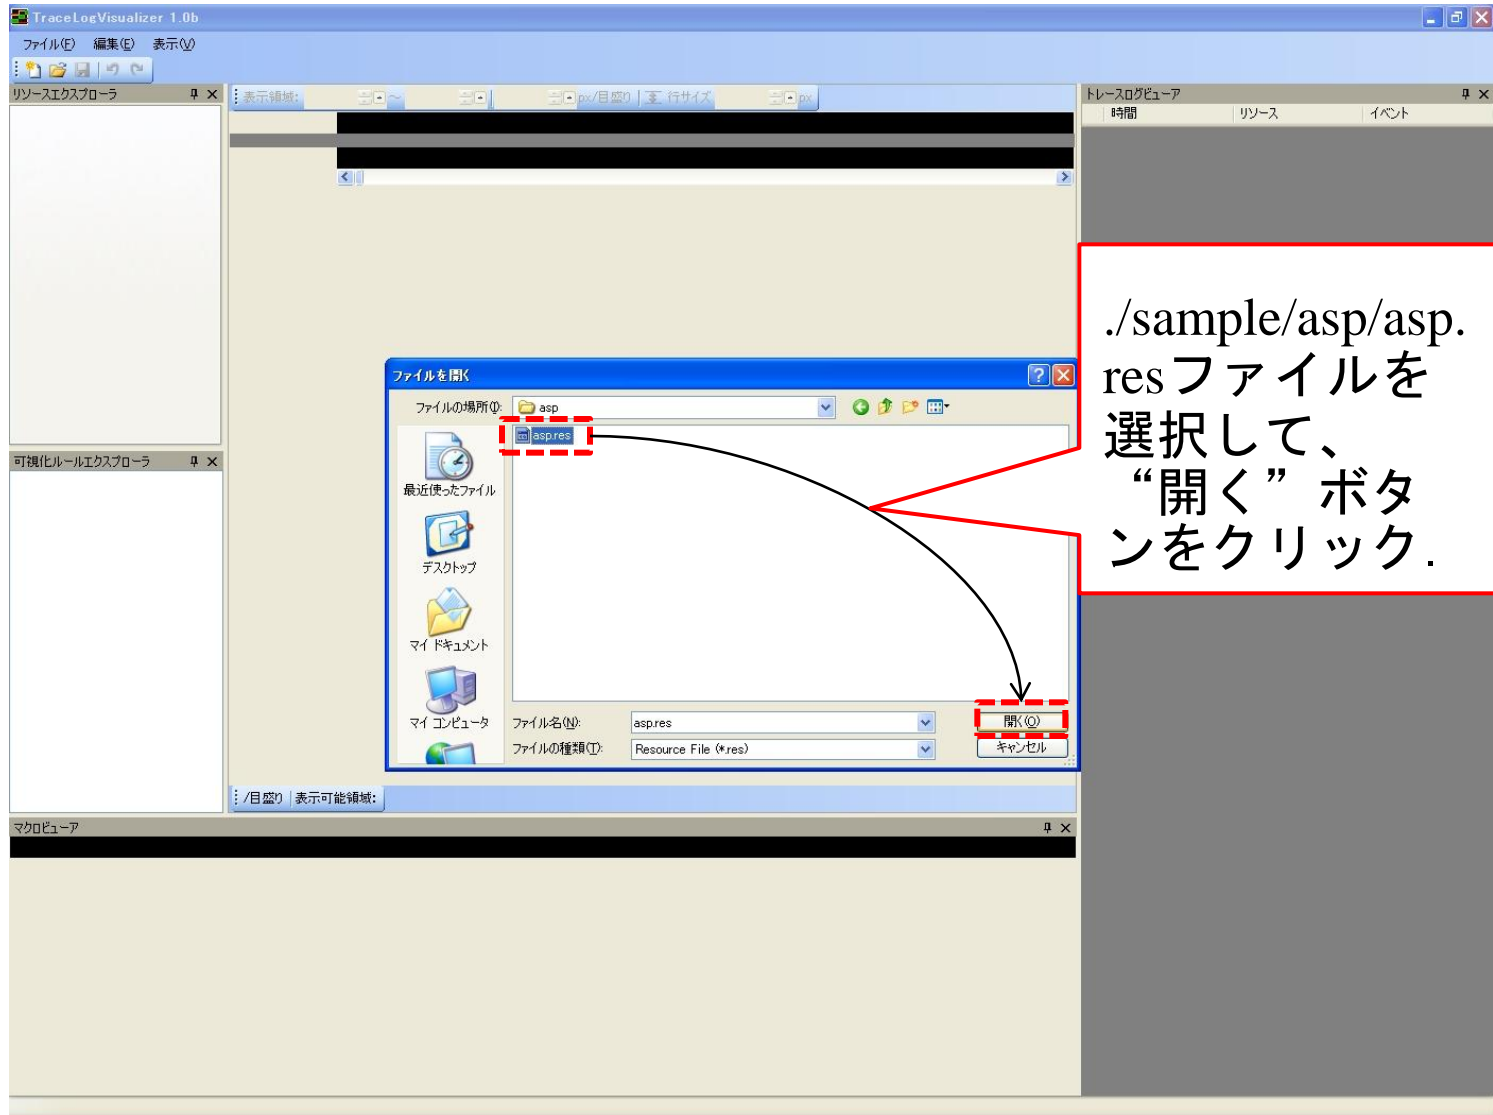 TraceLogVisualizer 1.0b
ファイル(F) 編集(E) 表示(V)
リソースエクスプローラ
表示領域: ～ px/目盛り 行サイズ px
トレースログビューア
時間 リソース イベント
./sample/asp/asp.
resファイルを
選択して、
“開く”ボタ
ンをクリック.
ファイルを開く
ファイルの場所(I): asp
asp.res
最近使ったファイル
デスクトップ
マイ ドキュメント
マイ コンピュータ
ファイル名(N): asp.res 開く(O)
ファイルの種類(T): Resource File (*.res) キャンセル
可視化ルールエクスプローラ
/目盛り 表示可能領域:
マクロビューア